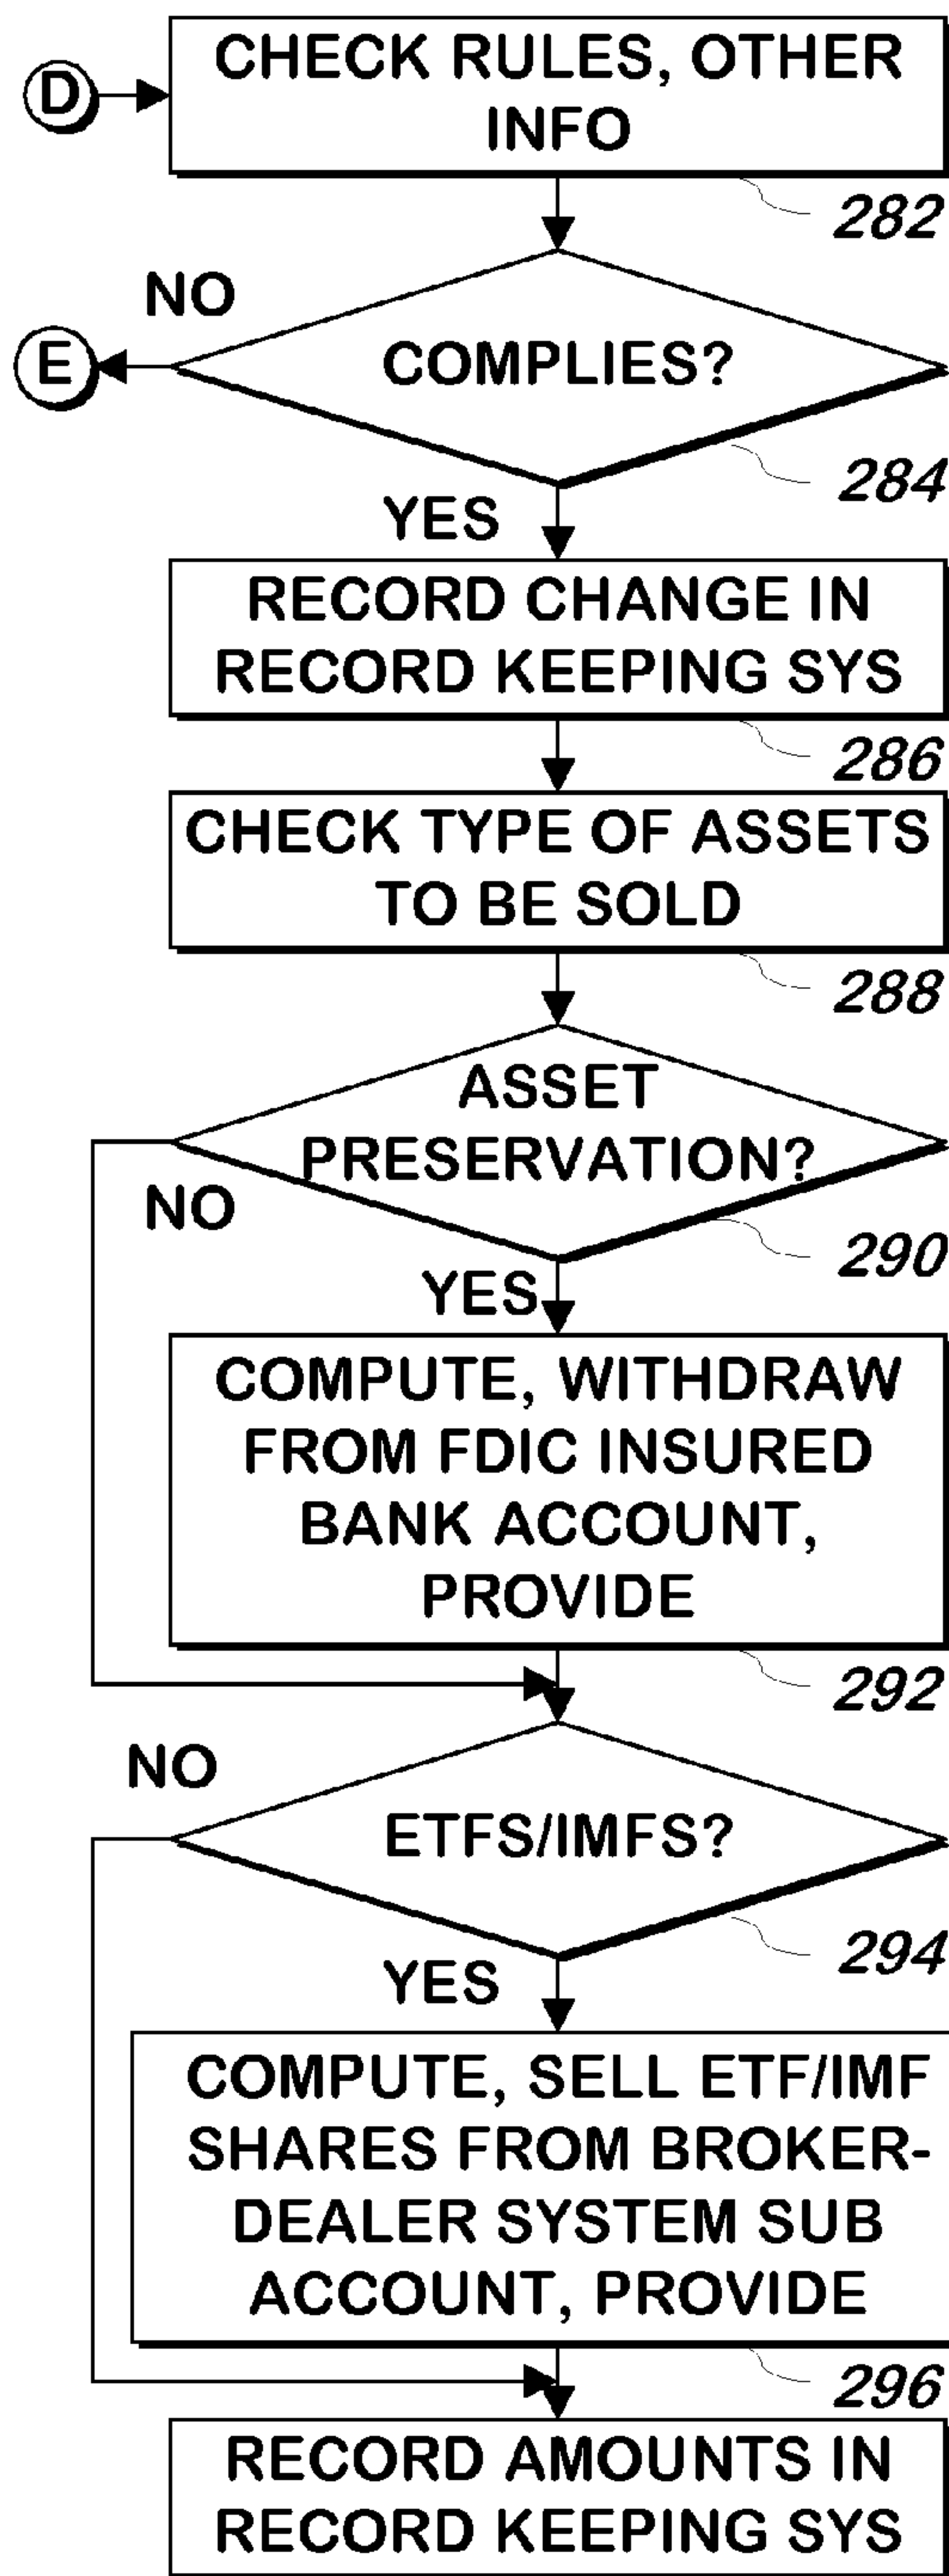 D
CHECK RULES, OTHER
INFO
282
NO
E
COMPLIES?
284
YES
RECORD CHANGE IN
RECORD KEEPING SYS
286
CHECK TYPE OF ASSETS
TO BE SOLD
288
ASSET
PRESERVATION?
NO
290
YES
COMPUTE, WITHDRAW
FROM FDIC INSURED
BANK ACCOUNT,
PROVIDE
292
NO
ETFS/IMFS?
294
YES
COMPUTE, SELL ETF/IMF
SHARES FROM BROKER-
DEALER SYSTEM SUB
ACCOUNT, PROVIDE
296
RECORD AMOUNTS IN
RECORD KEEPING SYS